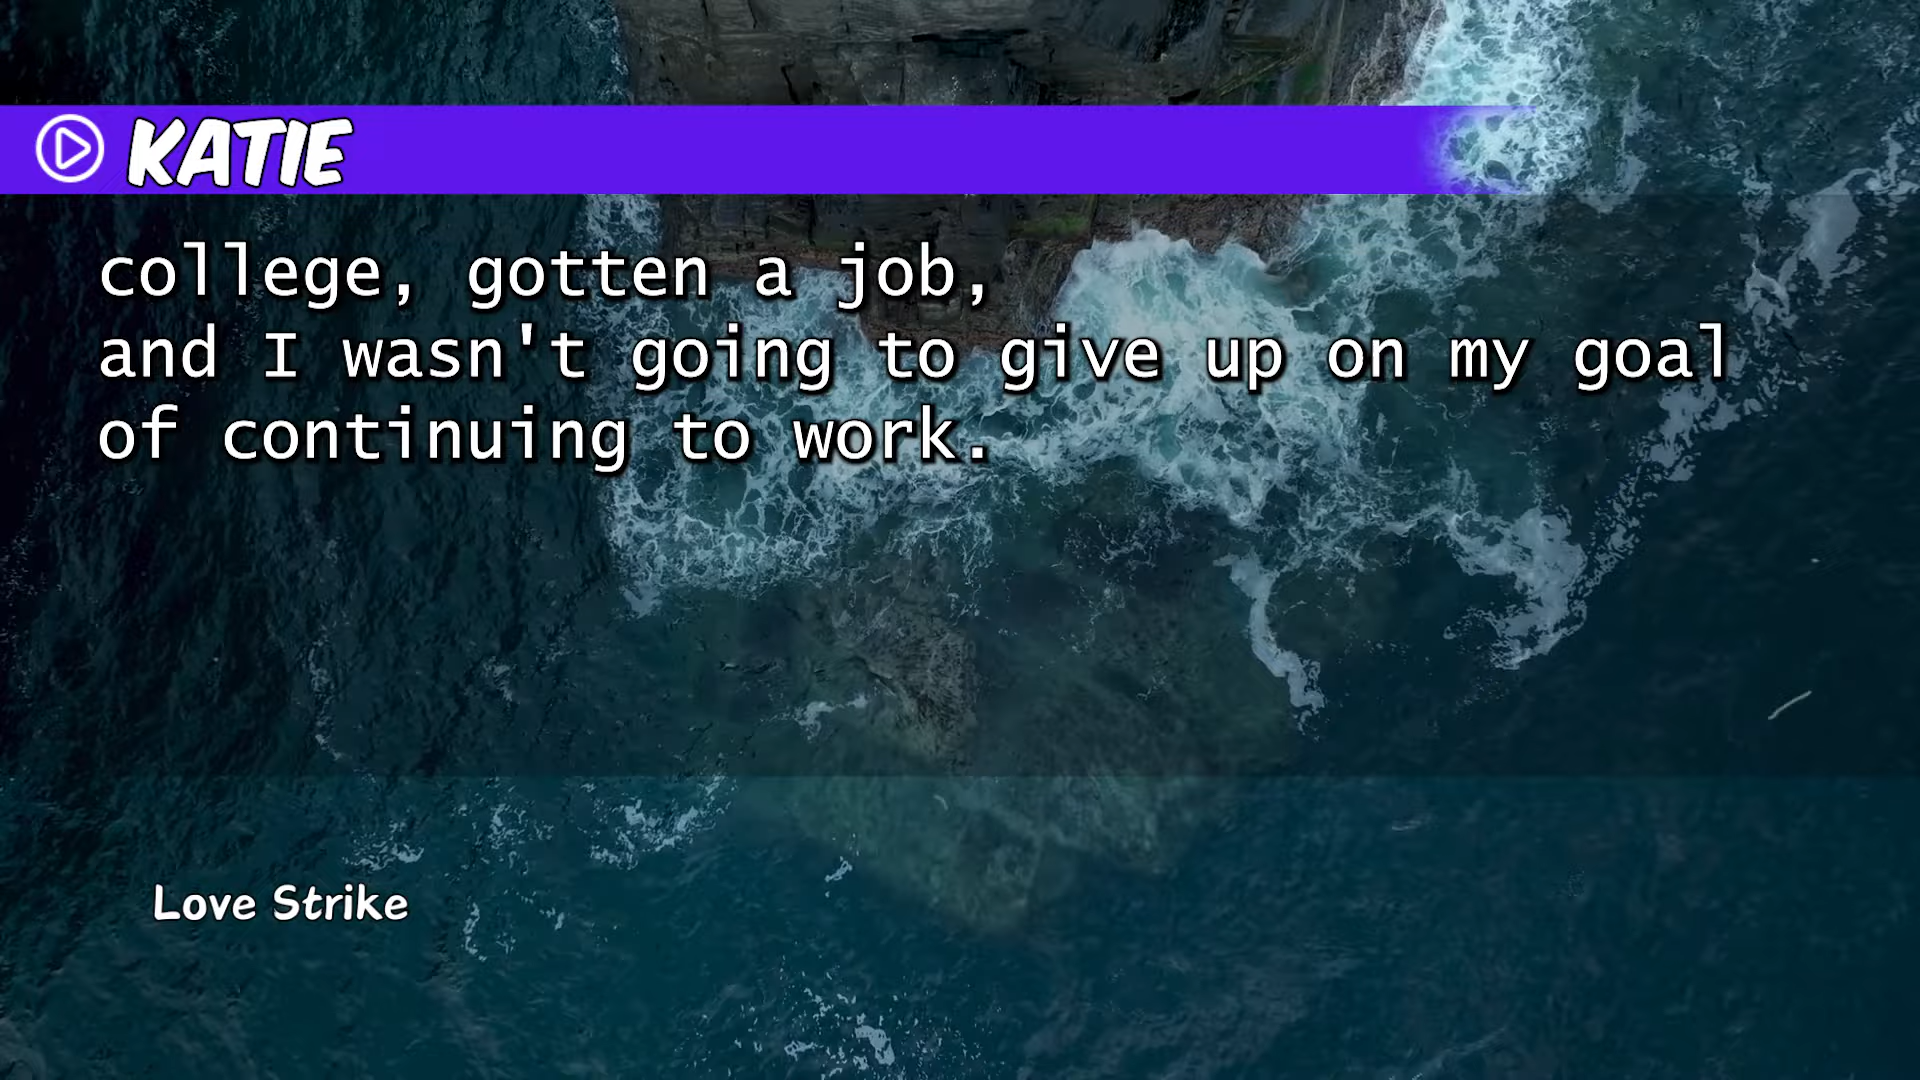 KATIE
college, gotten a job,
and I wasn't going to give up on my goal
of continuing to work.
Love Strike